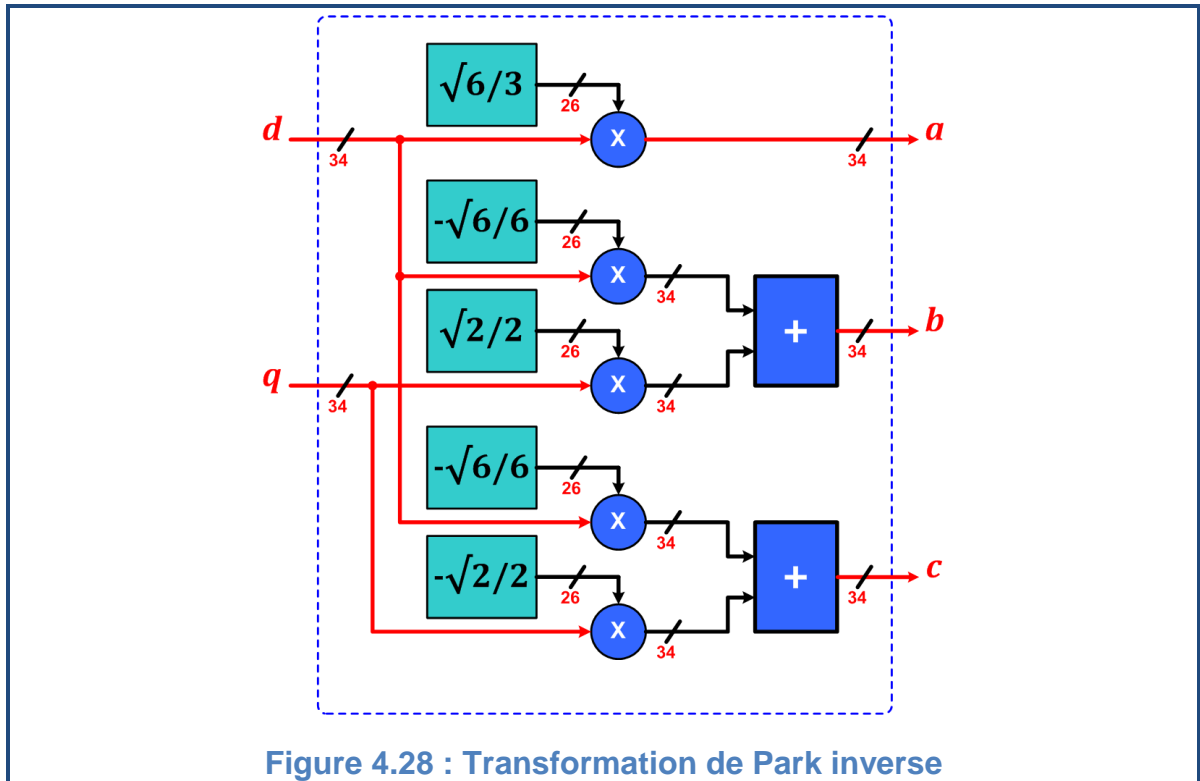 √6/3
26
d
34
X
34
a
-√6/6
26
X
34
√2/2
26
+
34
b
q
34
X
34
-√6/6
26
X
34
-√2/2
26
+
34
c
X
34
Figure 4.28 : Transformation de Park inverse